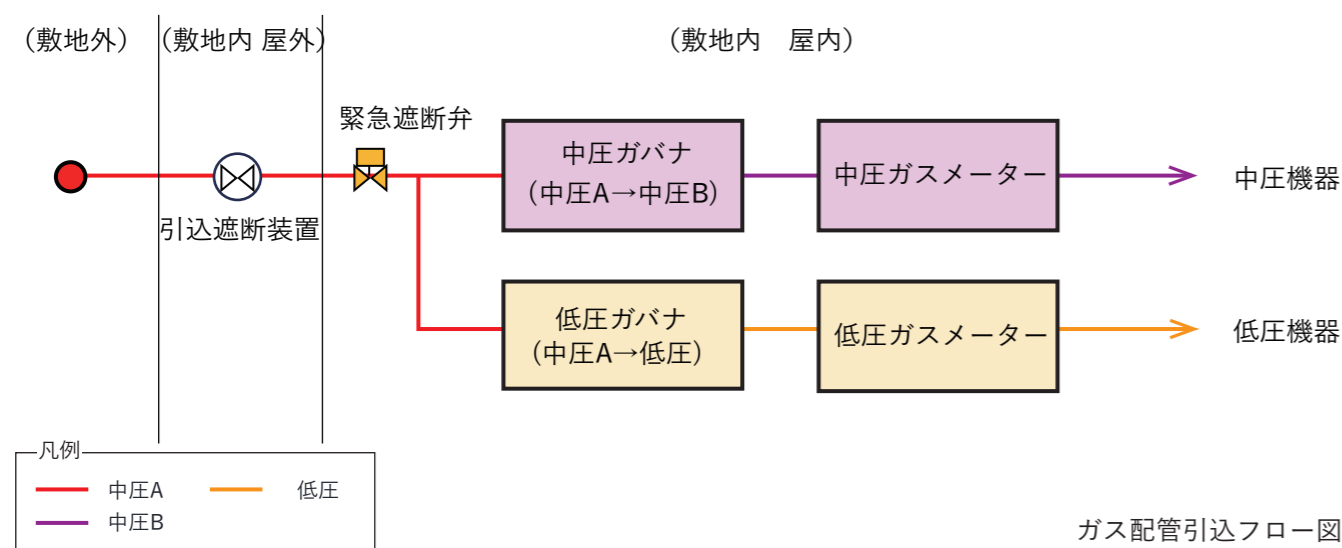 (敷地外)
(敷地内 屋外)
(敷地内　屋内)
緊急遮断弁
引込遮断装置
中圧ガバナ
(中圧A→中圧B)
中圧ガスメーター
中圧機器
低圧ガバナ
(中圧A→低圧)
低圧ガスメーター
低圧機器
凡例
中圧A
低圧
中圧B
ガス配管引込フロー図